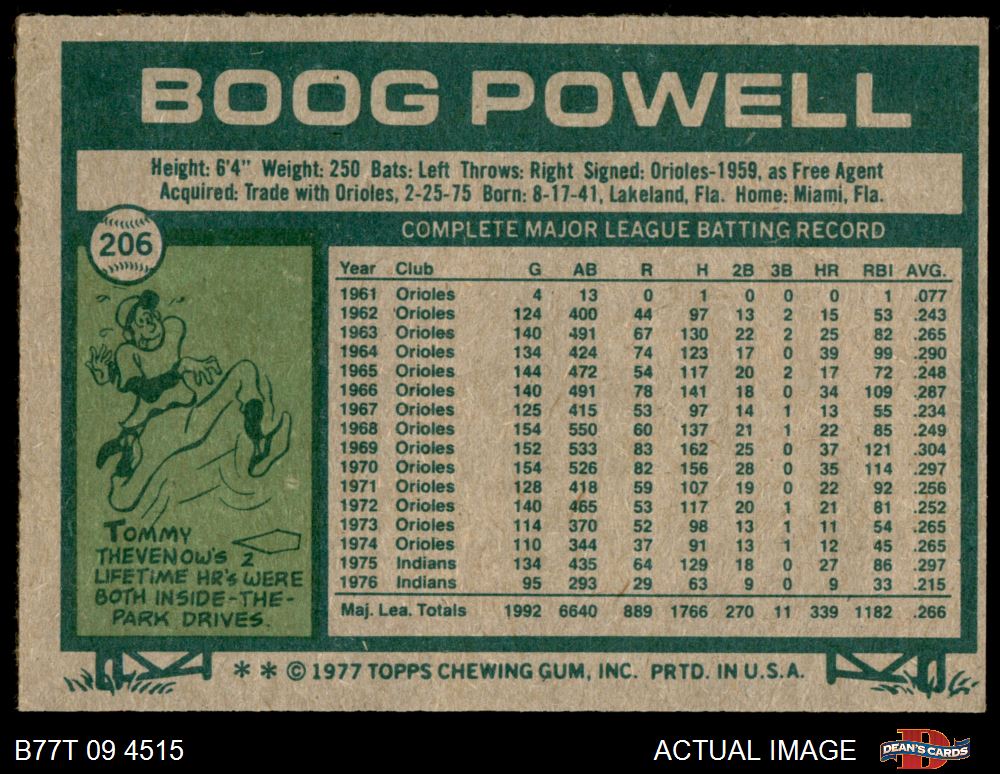 BOOG POWELL
Height: 6'4" Weight: 250 Bats: Left Throws: Right Signed: Orioles-1959, as Free Agent
Acquired: Trade with Orioles, 2-25-75 Born: 8-17-41, Lakeland, Fla. Home: Miami, Fla.
206
COMPLETE MAJOR LEAGUE BATTING RECORD
Year Club G AB R H 2B 3B HR RBI AVG.
1961 Orioles 4 13 0 1 0 0 0 1 .077
1962 Orioles 124 400 44 97 13 2 15 53 .243
1963 Orioles 140 491 67 130 22 2 25 82 .265
1964 Orioles 134 424 74 123 17 0 39 99 .290
1965 Orioles 144 472 54 117 20 2 17 72 .248
1966 Orioles 140 491 78 141 18 0 34 109 .287
1967 Orioles 125 415 53 97 14 1 13 55 .234
1968 Orioles 154 550 60 137 21 1 22 85 .249
1969 Orioles 152 533 83 162 25 0 37 121 .304
1970 Orioles 154 526 82 156 28 0 35 114 .297
1971 Orioles 128 418 59 107 19 0 22 92 .256
1972 Orioles 140 465 53 117 20 1 21 81 .252
1973 Orioles 114 370 52 98 13 1 11 54 .265
1974 Orioles 110 344 37 91 13 1 12 45 .265
1975 Indians 134 435 64 129 18 0 27 86 .297
1976 Indians 95 293 29 63 9 0 9 33 .215
Maj. Lea. Totals 1992 6640 889 1766 270 11 339 1182 .266
TOMMY
THEVENOW'S 2
LIFETIME HR'S WERE
BOTH INSIDE-THE-
PARK DRIVES.
** © 1977 TOPPS CHEWING GUM, INC. PRTD. IN U.S.A.
B77T 09 4515
ACTUAL IMAGE
B
DEAN'S CARDS